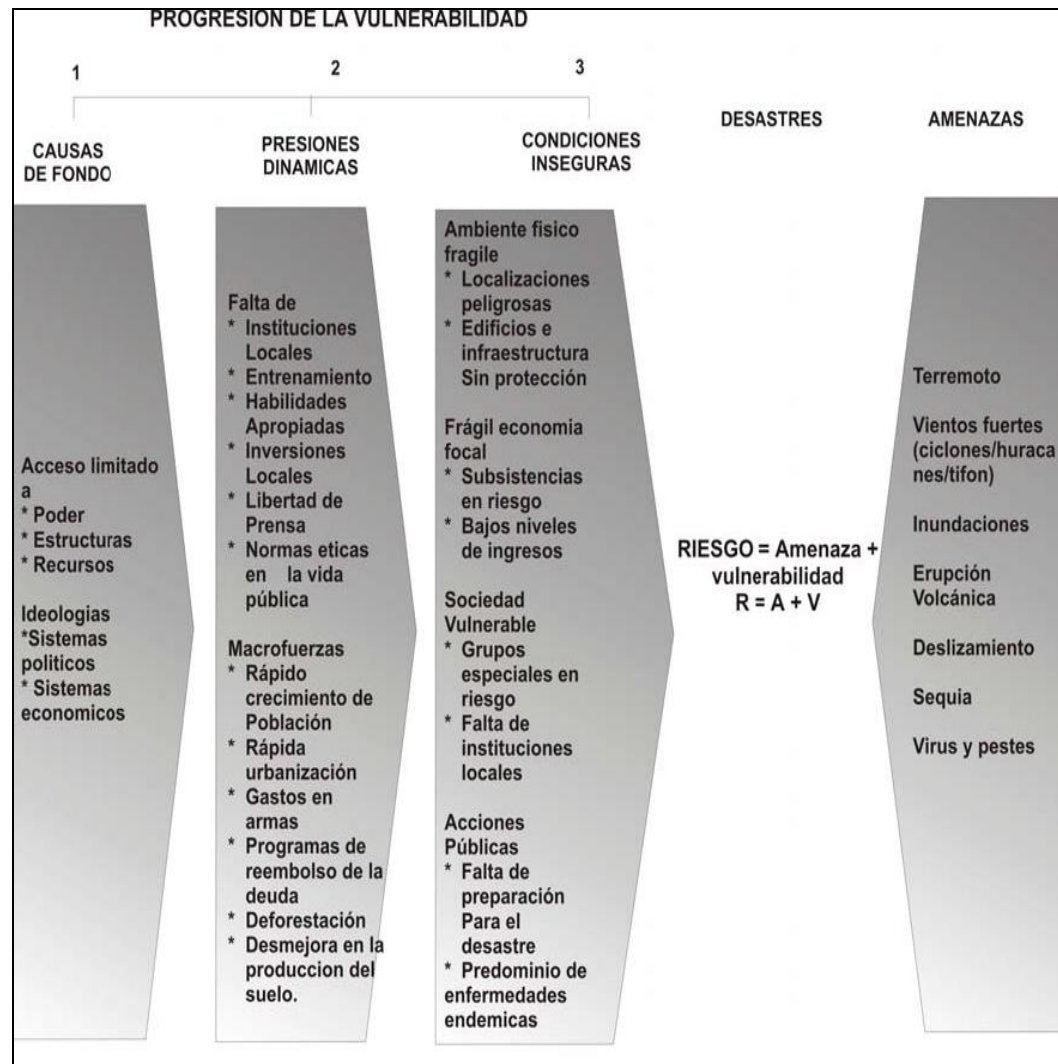 PROGRESION DE LA VULNERABILIDAD
1
2
3
CAUSAS
DE FONDO
PRESIONES
DINAMICAS
CONDICIONES
INSEGURAS
DESASTRES
AMENAZAS
Acceso limitado
a
* Poder
* Estructuras
* Recursos
Ideologias
*Sistemas
politicos
* Sistemas
economicos
Falta de
* Instituciones
Locales
* Entrenamiento
* Habilidades
Apropiadas
* Inversiones
Locales
* Libertad de
Prensa
* Normas eticas
en la vida
pública
Macrofuerzas
* Rápido
crecimiento de
Población
* Rápida
urbanización
* Gastos en
armas
* Programas de
reembolso de la
deuda
* Deforestación
* Desmejora en la
produccion del
suelo.
Ambiente fisico
fragile
* Localizaciones
peligrosas
* Edificios e
infraestructura
Sin protección
Frágil economia
focal
* Subsistencias
en riesgo
* Bajos niveles
de ingresos
Sociedad
Vulnerable
* Grupos
especiales en
riesgo
* Falta de
instituciones
locales
Acciones
Públicas
* Falta de
preparación
Para el
desastre
* Predominio de
enfermedades
endemicas
RIESGO = Amenaza +
vulnerabilidad
R = A + V
Terremoto
Vientos fuertes
(ciclones/huraca
nes/tifon)
Inundaciones
Erupción
Volcánica
Deslizamiento
Sequia
Virus y pestes